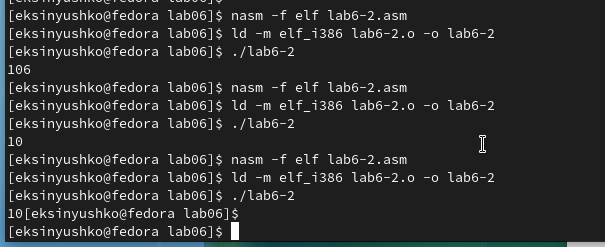 [eksinyushko@fedora lab06]$ nasm -f elf lab6-2.asm
[eksinyushko@fedora lab06]$ ld -m elf_i386 lab6-2.o -o lab6-2
[eksinyushko@fedora lab06]$ ./lab6-2
106
[eksinyushko@fedora lab06]$ nasm -f elf lab6-2.asm
[eksinyushko@fedora lab06]$ ld -m elf_i386 lab6-2.o -o lab6-2
[eksinyushko@fedora lab06]$ ./lab6-2
10
[eksinyushko@fedora lab06]$ nasm -f elf lab6-2.asm
[eksinyushko@fedora lab06]$ ld -m elf_i386 lab6-2.o -o lab6-2
[eksinyushko@fedora lab06]$ ./lab6-2
10[eksinyushko@fedora lab06]$
[eksinyushko@fedora lab06]$